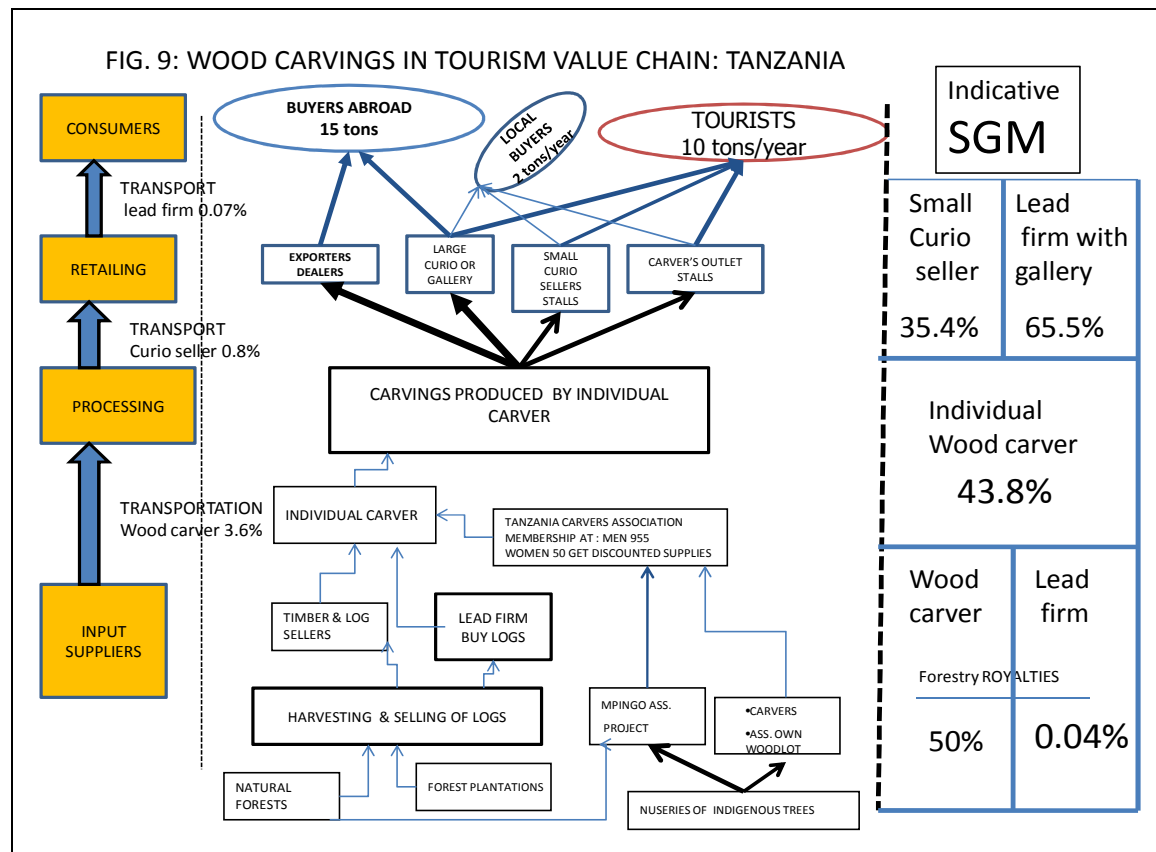 FIG. 9: WOOD CARVINGS IN TOURISM VALUE CHAIN: TANZANIA
CONSUMERS
TRANSPORT
lead firm 0.07%
RETAILING
TRANSPORT
Curio seller 0.8%
PROCESSING
TRANSPORTATION
Wood carver 3.6%
INPUT
SUPPLIERS
BUYERS ABROAD
15 tons
LOCAL
BUYERS
2 tons/year
TOURISTS
10 tons/year
EXPORTERS
DEALERS
LARGE
CURIO OR
GALLERY
SMALL
CURIO
SELLERS
STALLS
CARVER'S OUTLET
STALLS
CARVINGS PRODUCED BY INDIVIDUAL
CARVER
INDIVIDUAL CARVER
TANZANIA CARVERS ASSOCIATION
MEMBERSHIP AT : MEN 955
WOMEN 50 GET DISCOUNTED SUPPLIES
TIMBER & LOG
SELLERS
LEAD FIRM
BUY LOGS
HARVESTING & SELLING OF LOGS
MPINGO ASS.
PROJECT
•CARVERS
•ASS. OWN
WOODLOT
NATURAL
FORESTS
FOREST PLANTATIONS
NUSERIES OF INDIGENOUS TREES
Indicative
SGM
Small
Curio
seller
35.4%
Lead
firm with
gallery
65.5%
Individual
Wood carver
43.8%
Wood
carver
Lead
firm
Forestry ROYALTIES
50%
0.04%